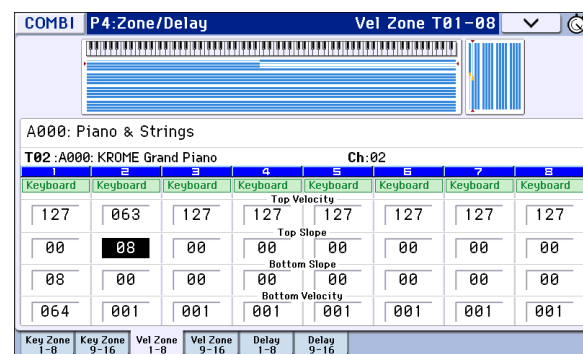 COMBI P4:Zone/Delay Vel Zone T01-08
A000: Piano & Strings
T02 :A000: KROME Grand Piano Ch:02
1 2 3 4 5 6 7 8
Keyboard Keyboard Keyboard Keyboard Keyboard Keyboard Keyboard Keyboard
Top Velocity
127 063 127 127 127 127 127 127
Top Slope
00 08 00 00 00 00 00 00
Bottom Slope
08 00 00 00 00 00 00 00
Bottom Velocity
064 001 001 001 001 001 001 001
Key Zone Key Zone Vel Zone Vel Zone Delay Delay
1-8 9-16 1-8 9-16 1-8 9-16